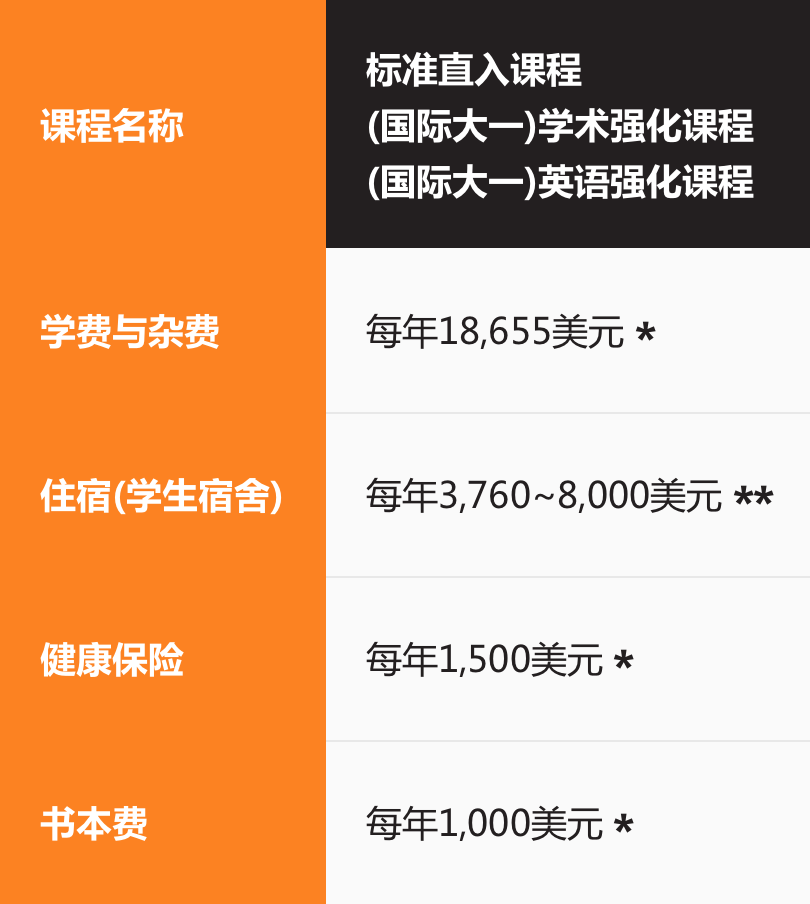 课程名称
标准直入课程
(国际大一)学术强化课程
(国际大一)英语强化课程
学费与杂费
每年18,655美元 *
住宿(学生宿舍)
每年3,760~8,000美元 **
健康保险
每年1,500美元 *
书本费
每年1,000美元 *